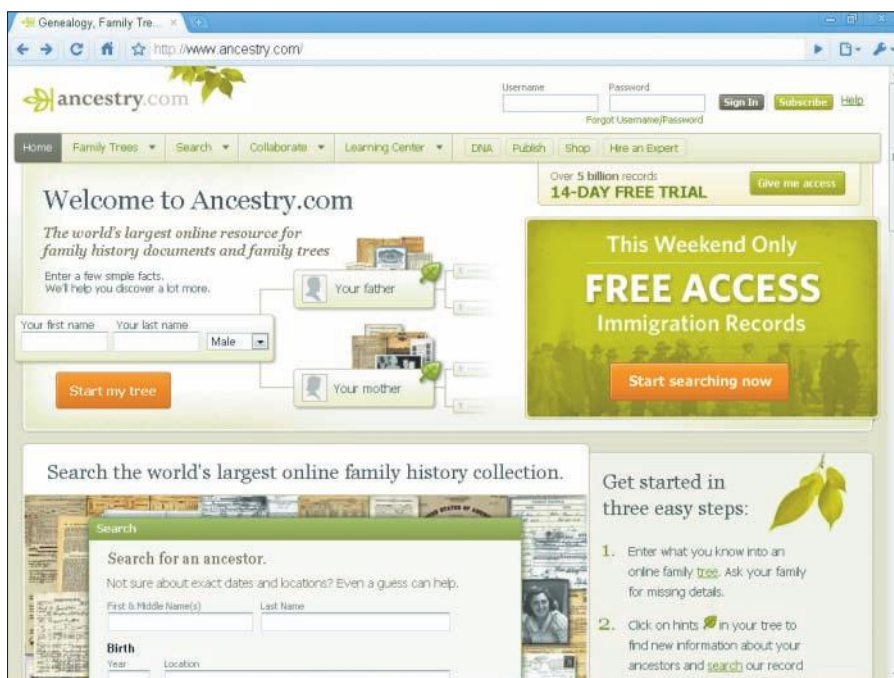 Genealogy, Family Tre...
http://www.ancestry.com/
ancestry.com
Username
Password
Sign In
Subscribe
Help
Forgot Username/Password
Home
Family Trees
Search
Collaborate
Learning Center
DNA
Publish
Shop
Hire an Expert
Welcome to Ancestry.com
The world's largest online resource for
family history documents and family trees
Enter a few simple facts.
We'll help you discover a lot more.
Your first name
Your last name
Male
Start my tree
Your father
Your mother
Over 5 billion records
14-DAY FREE TRIAL
Give me access
This Weekend Only
FREE ACCESS
Immigration Records
Start searching now
Search the world's largest online family history collection.
Search
Search for an ancestor.
Not sure about exact dates and locations? Even a guess can help.
First & Middle Name(s)
Last Name
Birth
Year
Location
Get started in
three easy steps:
1. Enter what you know into an
online family tree. Ask your family
for missing details.
2. Click on hints in your tree to
find new information about your
ancestors and search our record